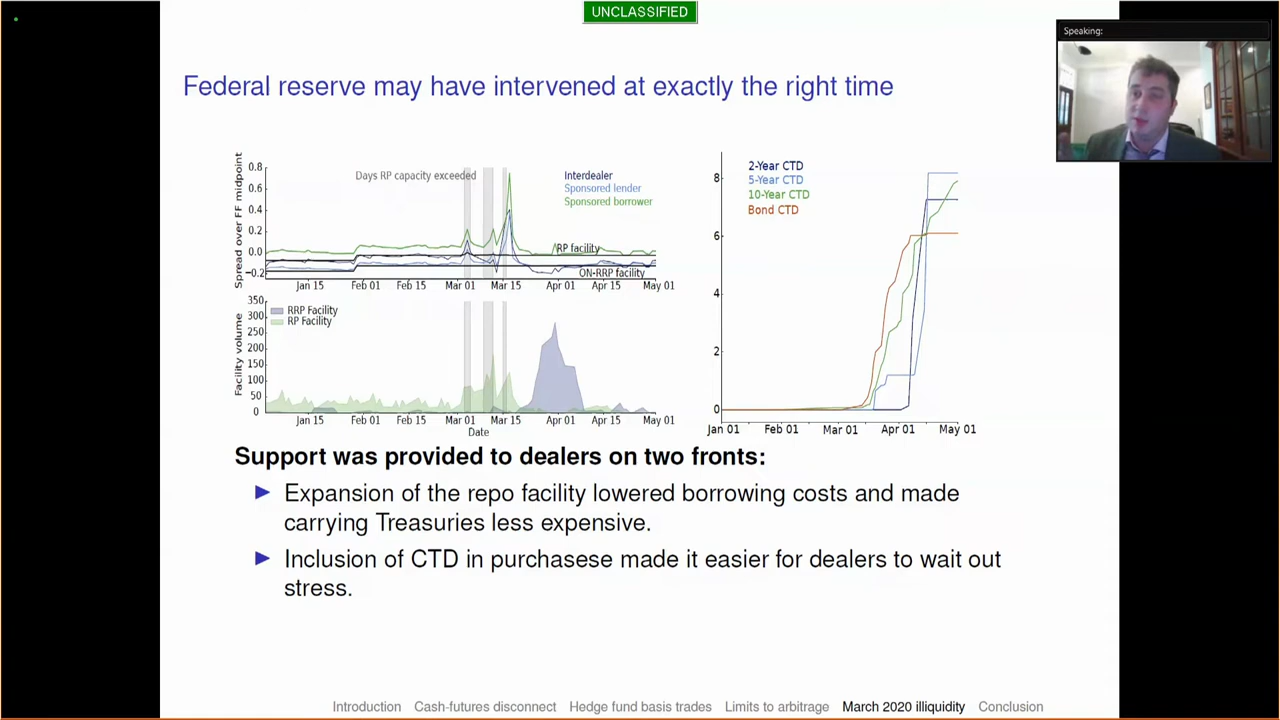 UNCLASSIFIED
Speaking:
Federal reserve may have intervened at exactly the right time
Spread over FF midpoint
0.8
0.6
0.4
0.2
0.0
−0.2
Days RP capacity exceeded
Interdealer
Sponsored lender
Sponsored borrower
RP facility
ON-RRP facility
Jan 15 Feb 01 Feb 15 Mar 01 Mar 15 Apr 01 Apr 15 May 01
Facility volume
350
300
250
200
150
100
50
0
RRP Facility
RP Facility
Jan 15 Feb 01 Feb 15 Mar 01 Mar 15 Apr 01 Apr 15 May 01
Date
8
6
4
2
0
2-Year CTD
5-Year CTD
10-Year CTD
Bond CTD
Jan 01 Feb 01 Mar 01 Apr 01 May 01
Support was provided to dealers on two fronts:
Expansion of the repo facility lowered borrowing costs and made
carrying Treasuries less expensive.
Inclusion of CTD in purchasese made it easier for dealers to wait out
stress.
Introduction Cash-futures disconnect Hedge fund basis trades Limits to arbitrage March 2020 illiquidity Conclusion